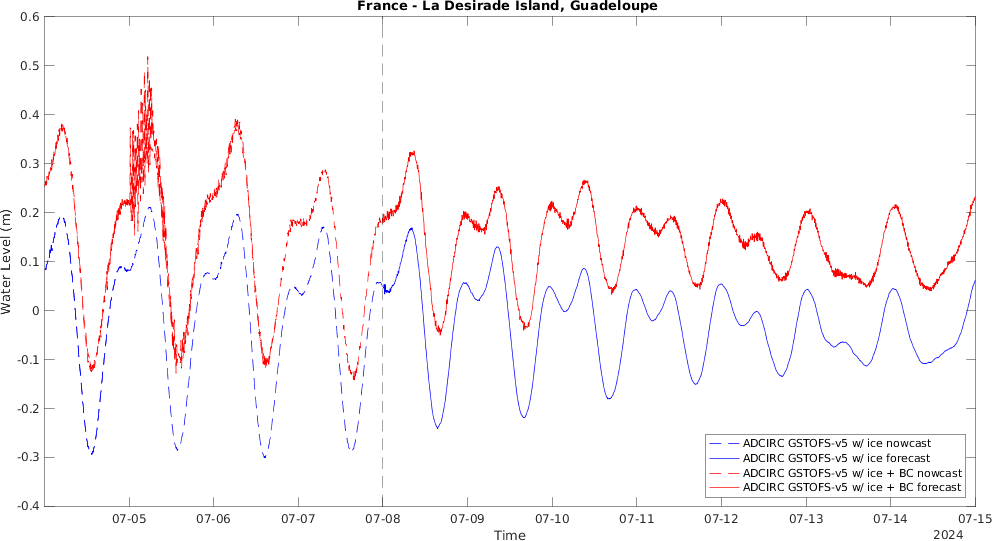 France - La Desirade Island, Guadeloupe
0.6
0.5
0.4
0.3
0.2
0.1
0
-0.1
-0.2
-0.3
-0.4
Water Level (m)
ADCIRC GSTOFS-v5 w/ ice nowcast
ADCIRC GSTOFS-v5 w/ ice forecast
ADCIRC GSTOFS-v5 w/ ice + BC nowcast
ADCIRC GSTOFS-v5 w/ ice + BC forecast
07-05 07-06 07-07 07-08 07-09 07-10 07-11 07-12 07-13 07-14 07-15
Time
2024